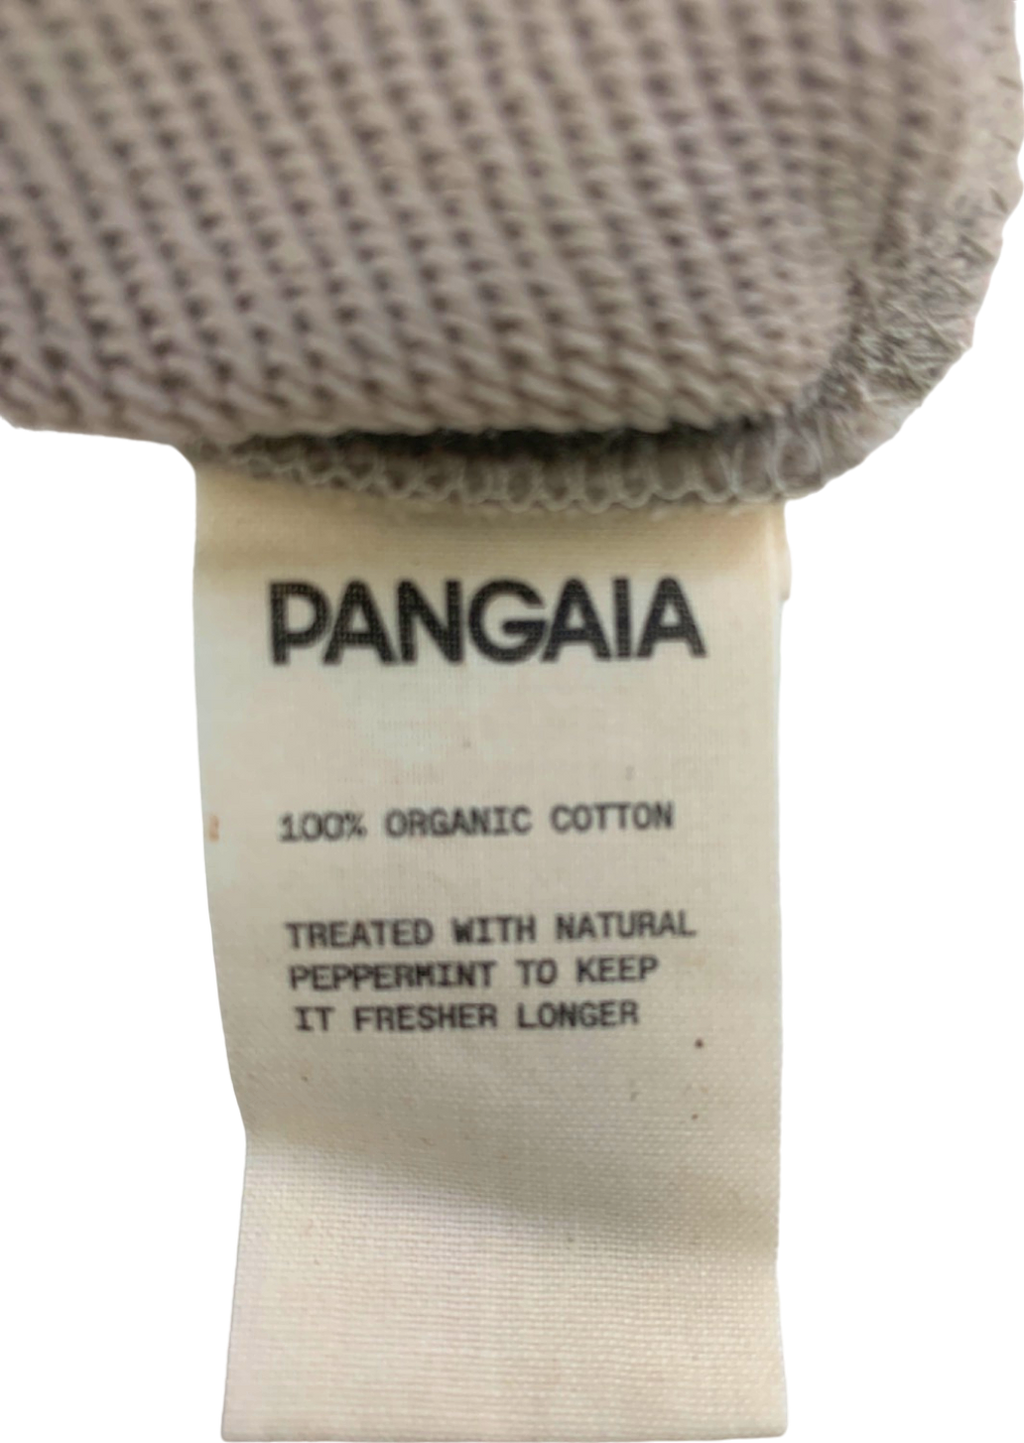 PANGAIA
100% ORGANIC COTTON
TREATED WITH NATURAL
PEPPERMINT TO KEEP
IT FRESHER LONGER